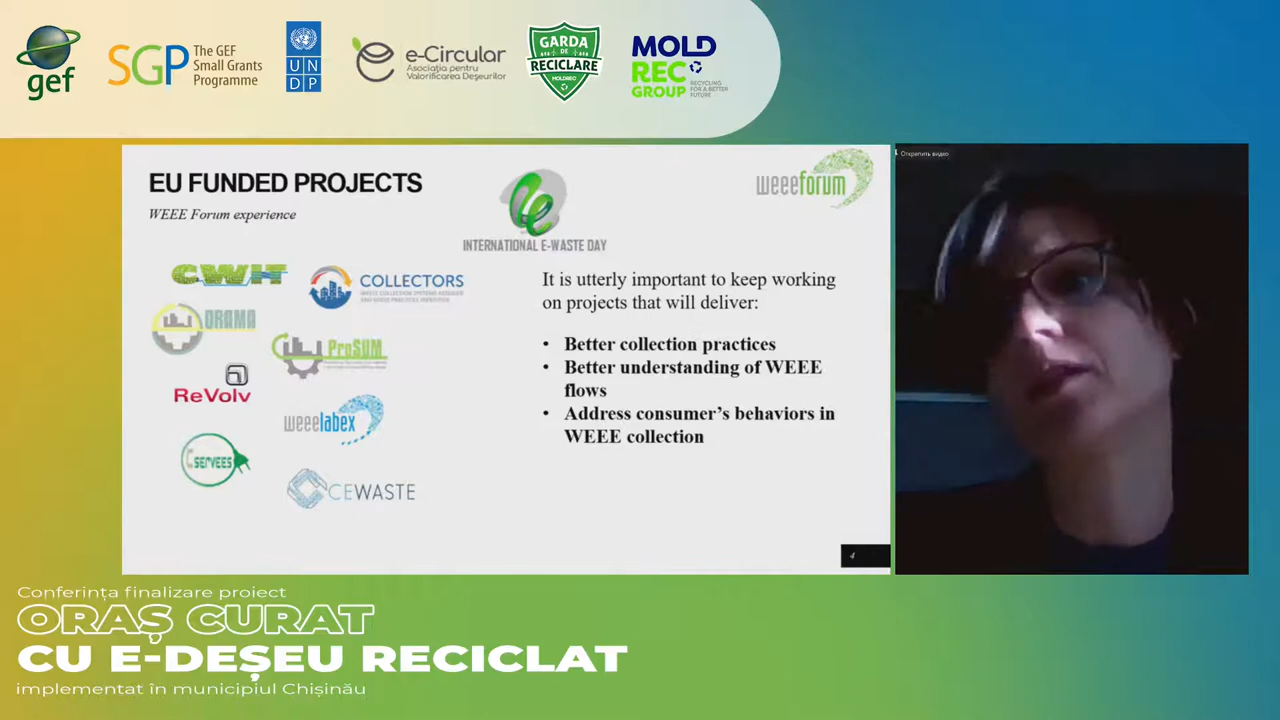 gef
SGP
The GEF
Small Grants
Programme
U N
D P
e-Circular
Asociația pentru
Valorificarea Deșeurilor
GARDA
DE
RECICLARE
MOLDREC
MOLD
REC
GROUP
RECYCLING
FOR A BETTER
FUTURE
EU FUNDED PROJECTS
WEEE Forum experience
INTERNATIONAL E-WASTE DAY
weeeforum
Открепить видео
CWIT
COLLECTORS
ORAMA
ProSUM
ReVolv
weeelabex
CSERVEES
CEWASTE
It is utterly important to keep working
on projects that will deliver:
• Better collection practices
• Better understanding of WEEE
flows
• Address consumer’s behaviors in
WEEE collection
4
Conferința finalizare proiect
ORAȘ CURAT
CU E-DEȘEU RECICLAT
implementat în municipiul Chișinău